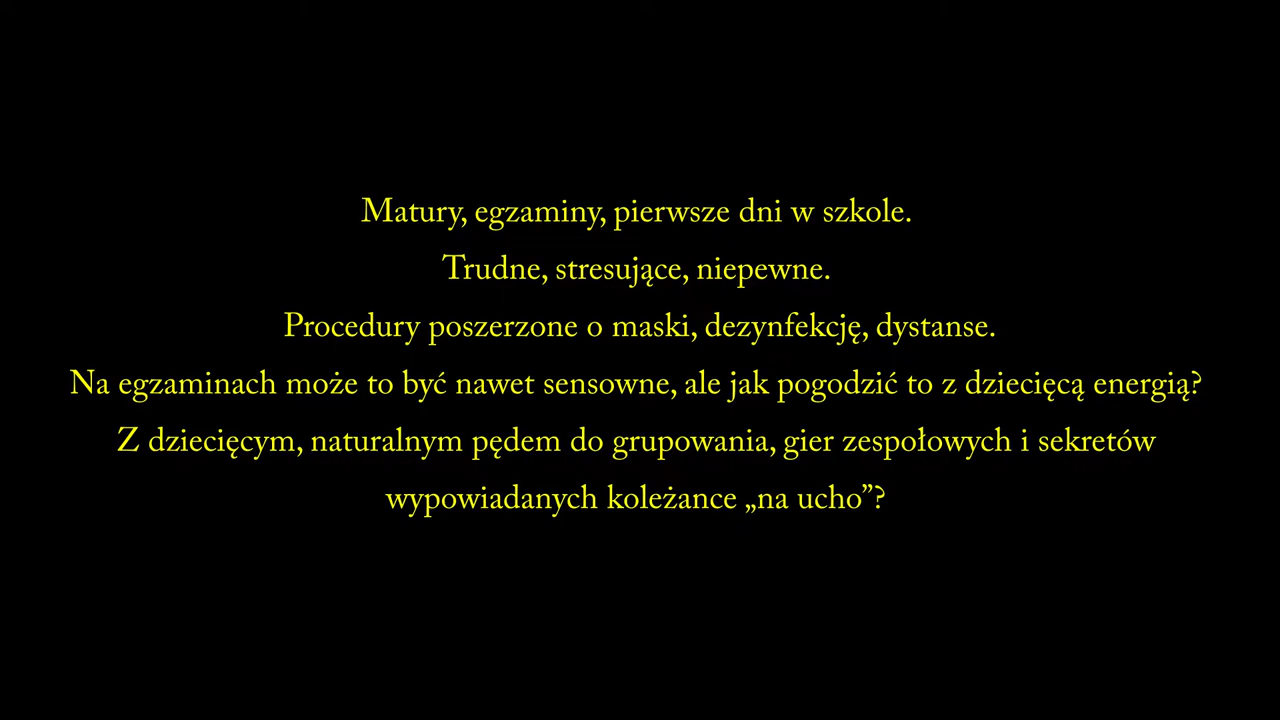 Matury, egzaminy, pierwsze dni w szkole.
Trudne, stresujące, niepewne.
Procedury poszerzone o maski, dezynfekcję, dystanse.
Na egzaminach może to być nawet sensowne, ale jak pogodzić to z dziecięcą energią?
Z dziecięcym, naturalnym pędem do grupowania, gier zespołowych i sekretów
wypowiadanych koleżance „na ucho”?